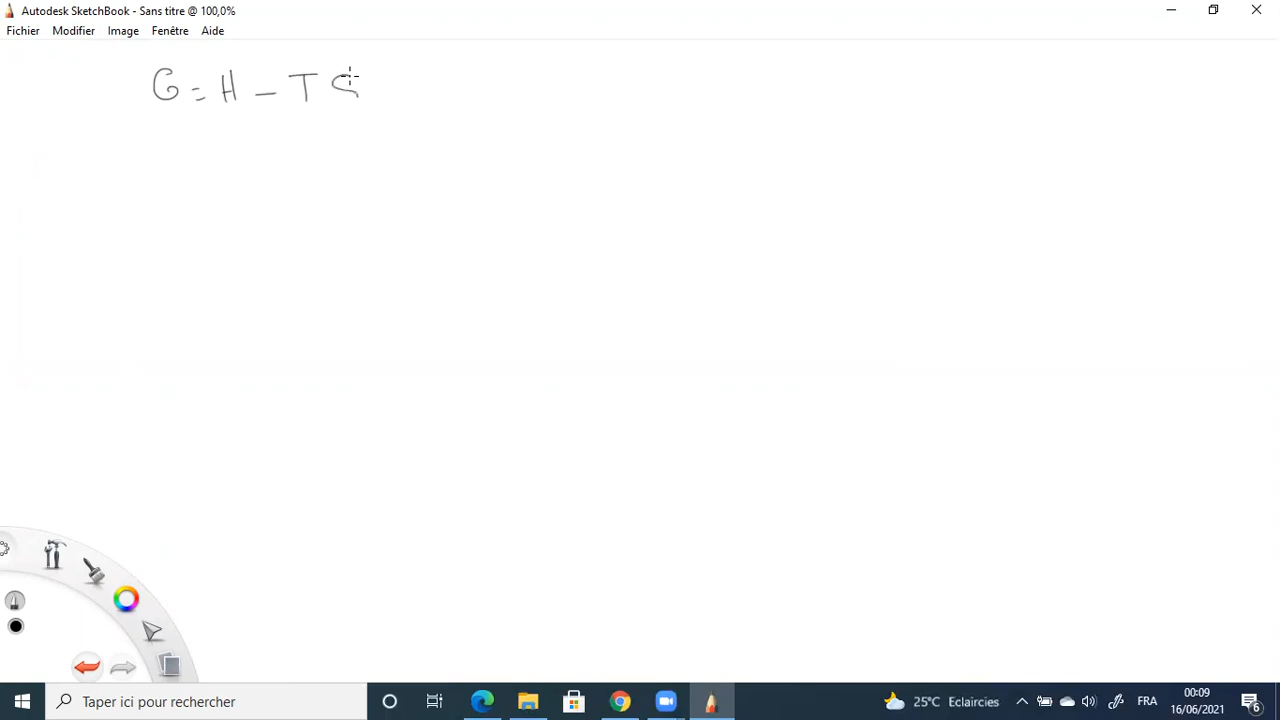 Autodesk SketchBook - Sans titre @ 100,0%
Fichier Modifier Image Fenêtre Aide
G = H - T S
Taper ici pour rechercher
25°C Eclaircies
FRA
00:09
16/06/2021
6